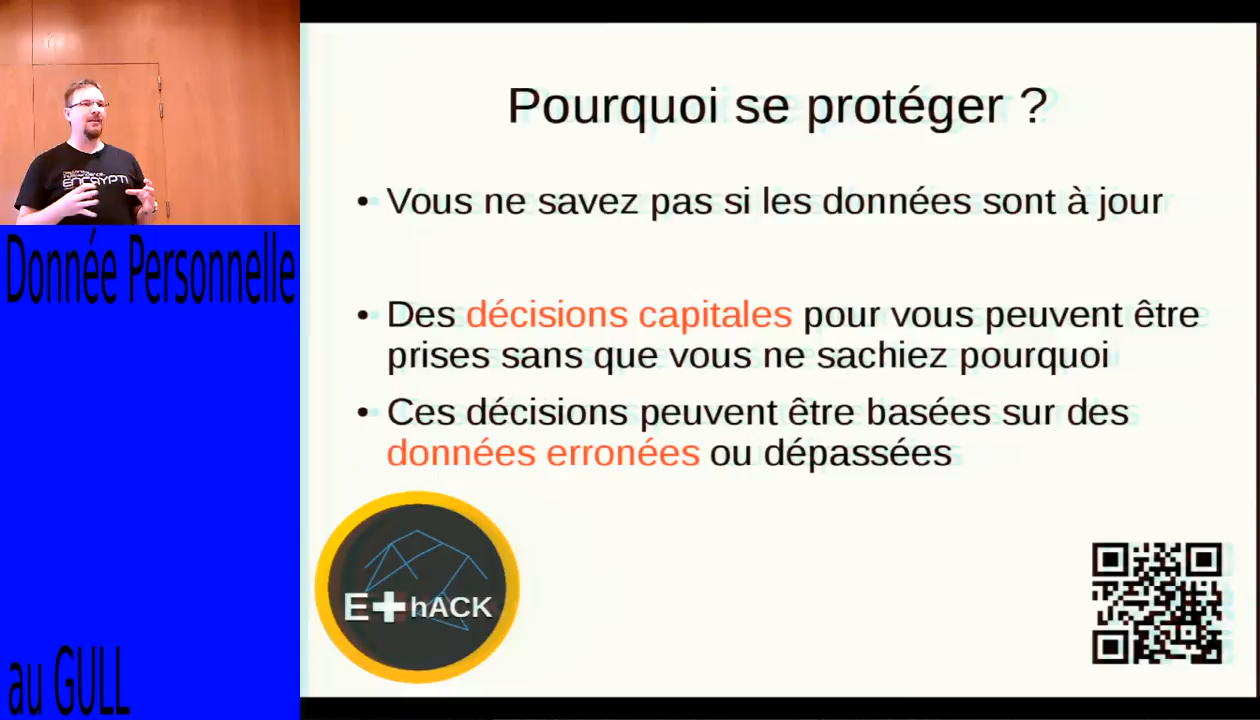 ENCRYPT
Donnée Personnelle
au GULL
Pourquoi se protéger ?
• Vous ne savez pas si les données sont à jour
• Des décisions capitales pour vous peuvent être
prises sans que vous ne sachiez pourquoi
• Ces décisions peuvent être basées sur des
données erronées ou dépassées
E+hACK